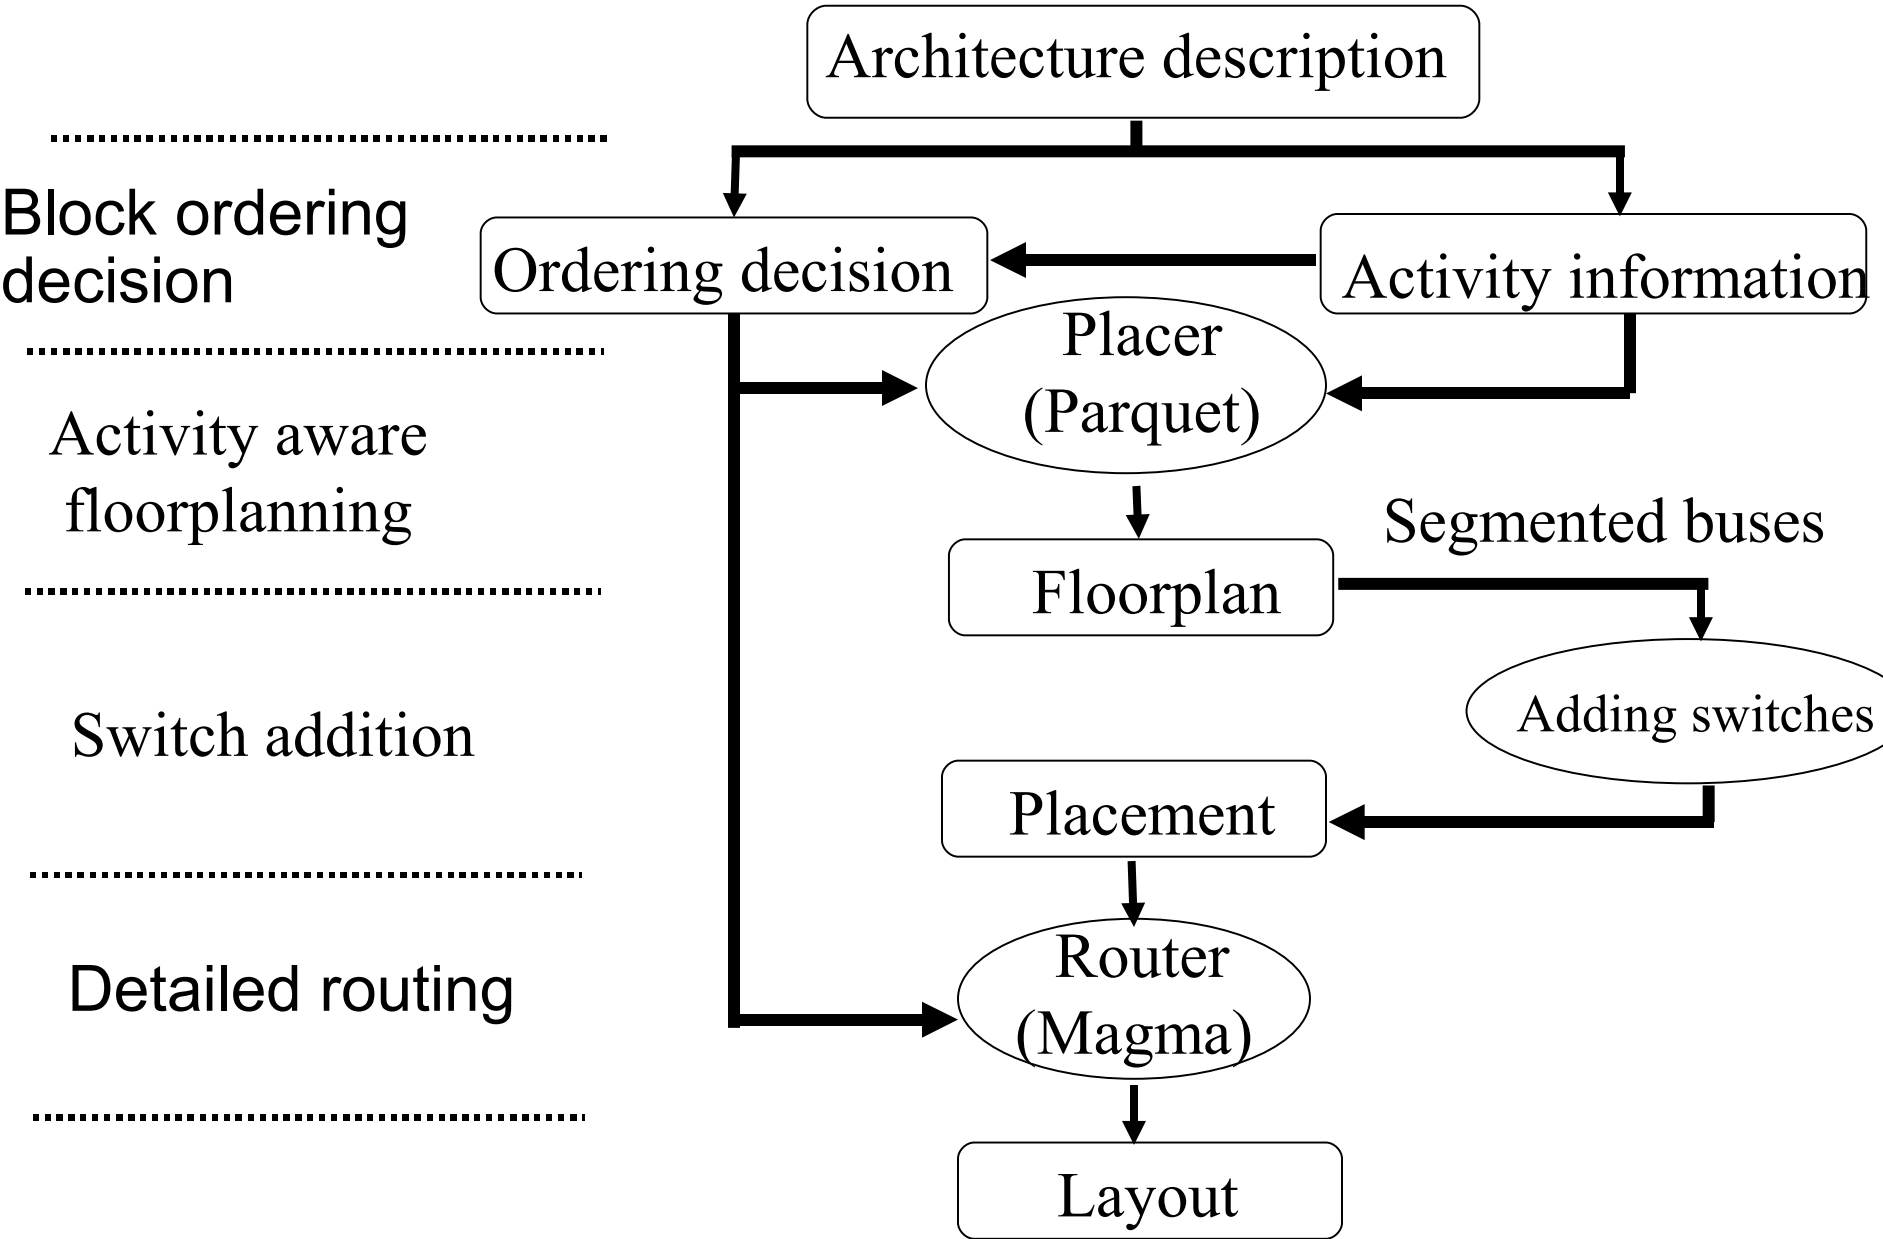 Architecture description
Block ordering
decision
Ordering decision
Activity information
Placer
(Parquet)
Activity aware
floorplanning
Segmented buses
Floorplan
Switch addition
Adding switches
Placement
Detailed routing
Router
(Magma)
Layout